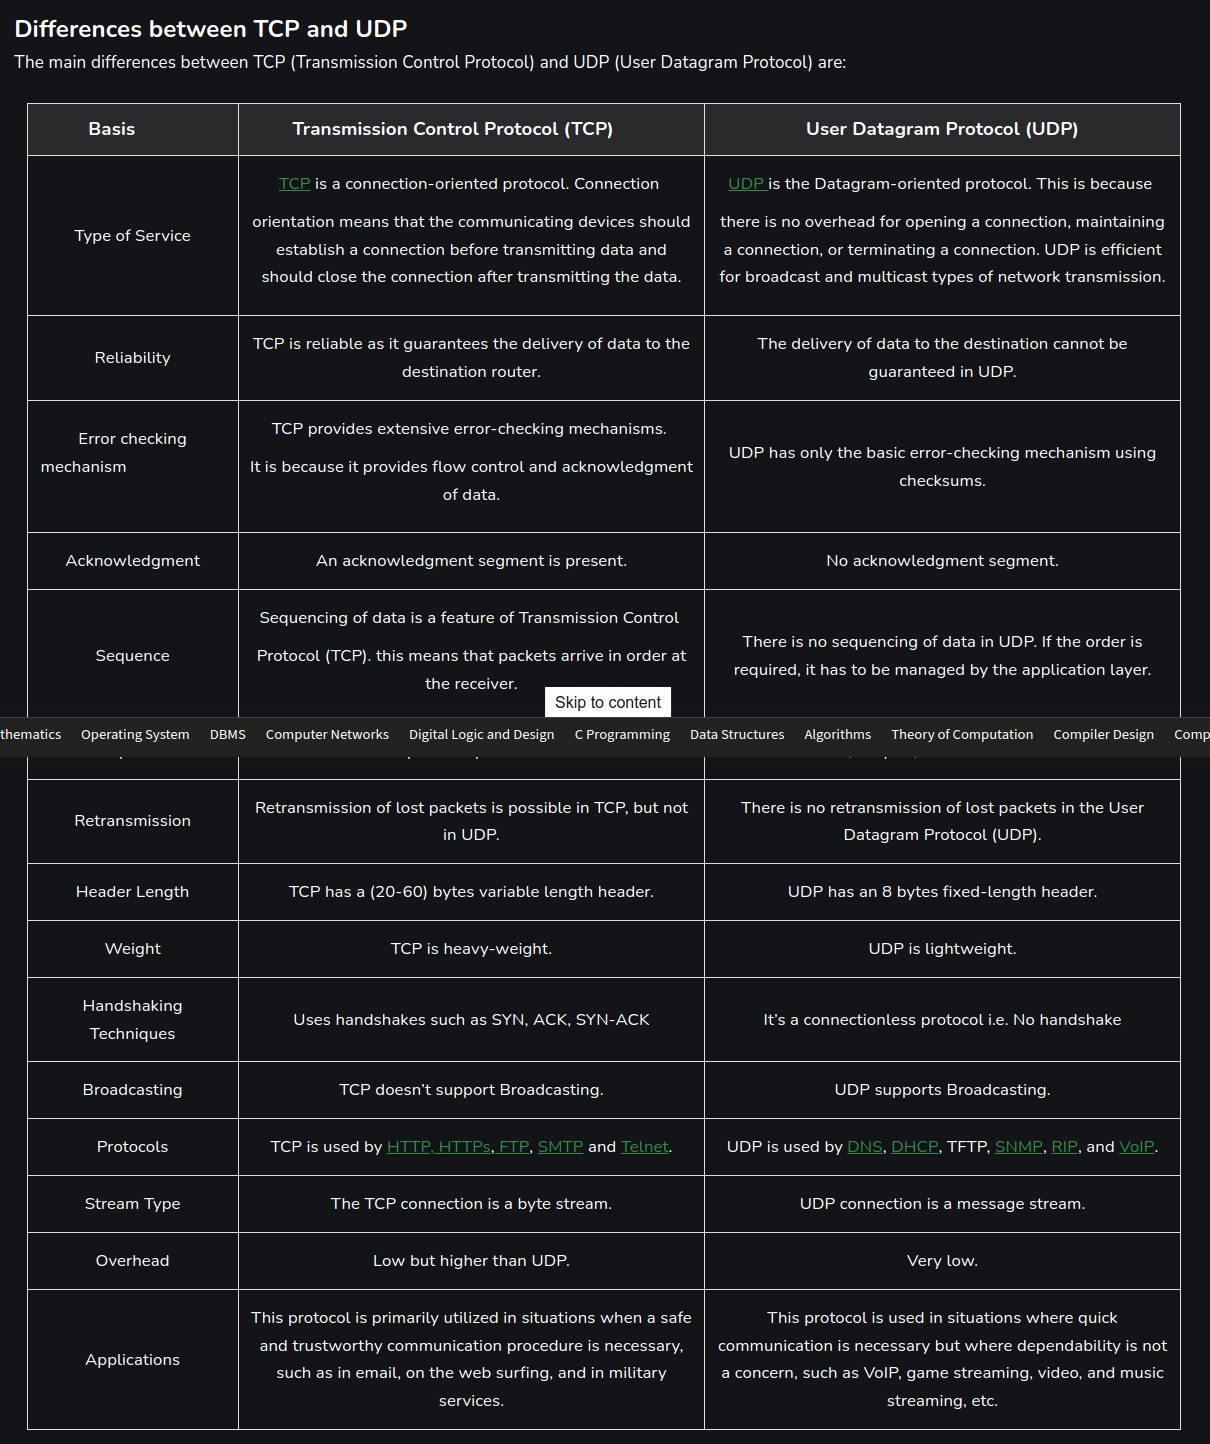 Differences between TCP and UDP
The main differences between TCP (Transmission Control Protocol) and UDP (User Datagram Protocol) are:
Basis
Transmission Control Protocol (TCP)
User Datagram Protocol (UDP)
Type of Service
TCP is a connection-oriented protocol. Connection
orientation means that the communicating devices should
establish a connection before transmitting data and
should close the connection after transmitting the data.
UDP is the Datagram-oriented protocol. This is because
there is no overhead for opening a connection, maintaining
a connection, or terminating a connection. UDP is efficient
for broadcast and multicast types of network transmission.
Reliability
TCP is reliable as it guarantees the delivery of data to the
destination router.
The delivery of data to the destination cannot be
guaranteed in UDP.
Error checking
mechanism
TCP provides extensive error-checking mechanisms.
It is because it provides flow control and acknowledgment
of data.
UDP has only the basic error-checking mechanism using
checksums.
Acknowledgment
An acknowledgment segment is present.
No acknowledgment segment.
Sequence
Sequencing of data is a feature of Transmission Control
Protocol (TCP). this means that packets arrive in order at
the receiver.
There is no sequencing of data in UDP. If the order is
required, it has to be managed by the application layer.
Skip to content
thematics Operating System DBMS Computer Networks Digital Logic and Design C Programming Data Structures Algorithms Theory of Computation Compiler Design Comp
Retransmission
Retransmission of lost packets is possible in TCP, but not
in UDP.
There is no retransmission of lost packets in the User
Datagram Protocol (UDP).
Header Length
TCP has a (20-60) bytes variable length header.
UDP has an 8 bytes fixed-length header.
Weight
TCP is heavy-weight.
UDP is lightweight.
Handshaking
Techniques
Uses handshakes such as SYN, ACK, SYN-ACK
It’s a connectionless protocol i.e. No handshake
Broadcasting
TCP doesn’t support Broadcasting.
UDP supports Broadcasting.
Protocols
TCP is used by HTTP, HTTPs, FTP, SMTP and Telnet.
UDP is used by DNS, DHCP, TFTP, SNMP, RIP, and VoIP.
Stream Type
The TCP connection is a byte stream.
UDP connection is a message stream.
Overhead
Low but higher than UDP.
Very low.
Applications
This protocol is primarily utilized in situations when a safe
and trustworthy communication procedure is necessary,
such as in email, on the web surfing, and in military
services.
This protocol is used in situations where quick
communication is necessary but where dependability is not
a concern, such as VoIP, game streaming, video, and music
streaming, etc.